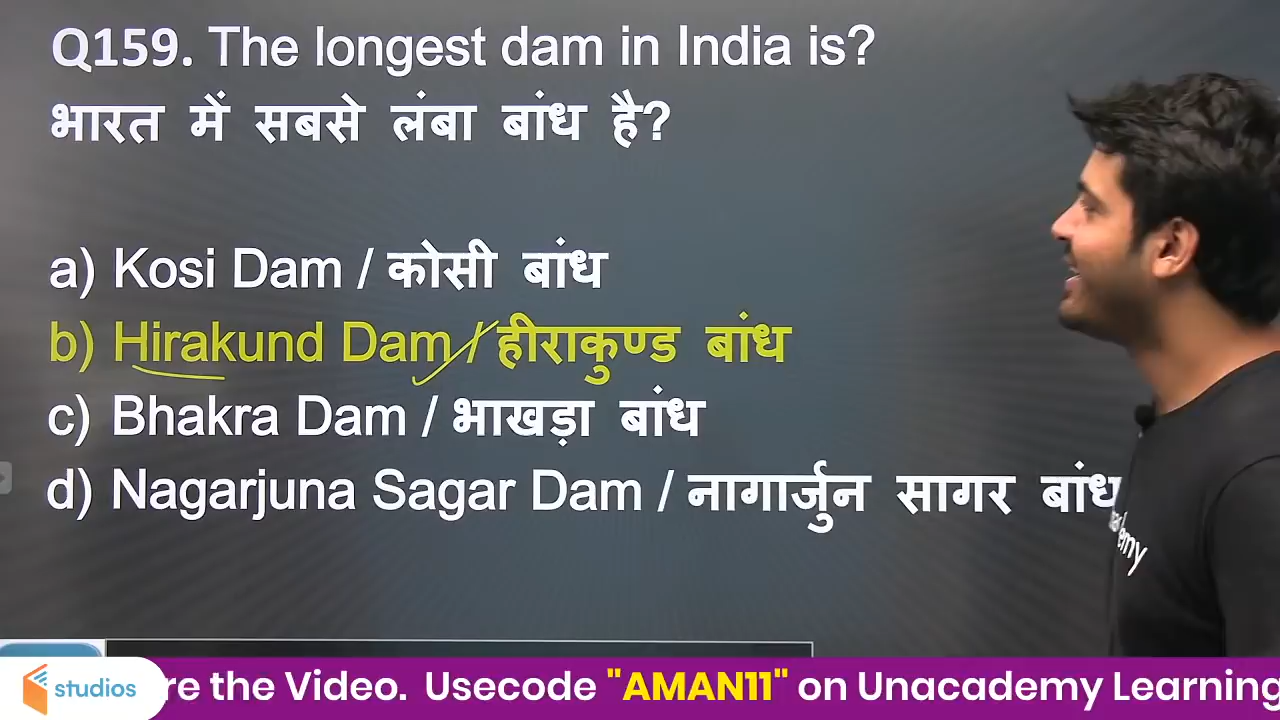 Q159. The longest dam in India is?
भारत में सबसे लंबा बांध है?
a) Kosi Dam / कोसी बांध
b) Hirakund Dam / हीराकुण्ड बांध
c) Bhakra Dam / भाखड़ा बांध
d) Nagarjuna Sagar Dam / नागार्जुन सागर बांध
studios
re the Video. Usecode "AMAN11" on Unacademy Learning